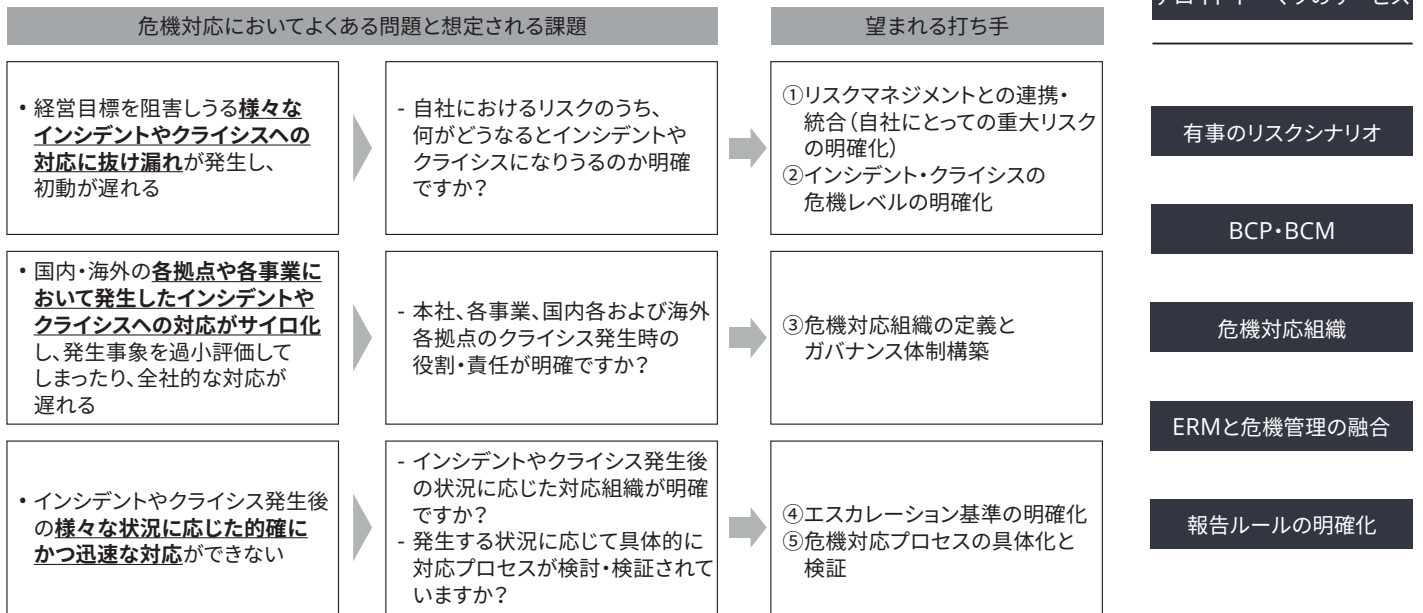 危機対応においてよくある問題と想定される課題
望まれる打ち手
• 経営目標を阻害しうる様々な
インシデントやクライシスへの
対応に抜け漏れが発生し、
初動が遅れる
- 自社におけるリスクのうち、
何がどうなるとインシデントや
クライシスになりうるのか明確
ですか?
①リスクマネジメントとの連携・
統合(自社にとっての重大リスク
の明確化)
②インシデント・クライシスの
危機レベルの明確化
• 国内・海外の各拠点や各事業に
おいて発生したインシデントや
クライシスへの対応がサイロ化
し、発生事象を過小評価して
しまったり、全社的な対応が
遅れる
- 本社、各事業、国内各および海外
各拠点のクライシス発生時の
役割・責任が明確ですか?
③危機対応組織の定義と
ガバナンス体制構築
• インシデントやクライシス発生後
の様々な状況に応じた的確に
かつ迅速な対応ができない
- インシデントやクライシス発生後
の状況に応じた対応組織が明確
ですか?
- 発生する状況に応じて具体的に
対応プロセスが検討・検証されて
いますか?
④エスカレーション基準の明確化
⑤危機対応プロセスの具体化と
検証
有事のリスクシナリオ
BCP・BCM
危機対応組織
ERMと危機管理の融合
報告ルールの明確化